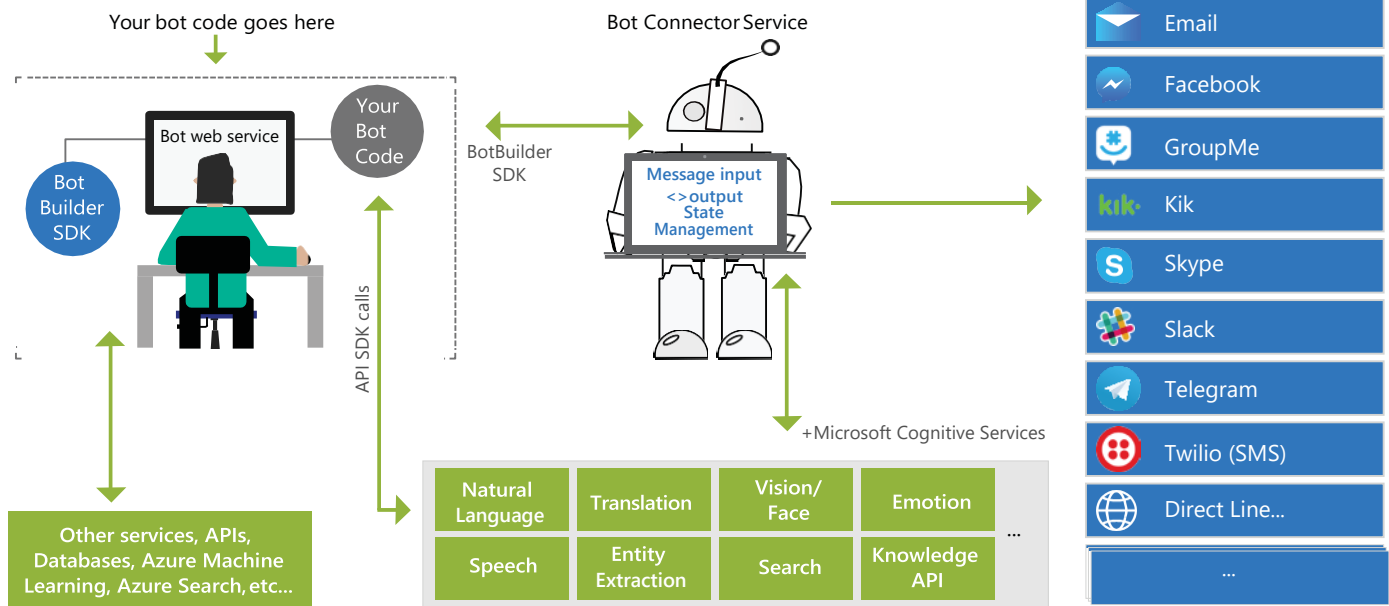 Your bot code goes here
Bot Connector Service
Your
Bot
Code
Bot web service
Bot
Builder
SDK
BotBuilder
SDK
Message input
<>output
State
Management
API SDK calls
+Microsoft Cognitive Services
Other services, APIs,
Databases, Azure Machine
Learning, Azure Search,etc...
Natural
Language
Translation
Vision/
Face
Emotion
Speech
Entity
Extraction
Search
Knowledge
API
...
Email
Facebook
GroupMe
kik.
Kik
S
Skype
Slack
Telegram
Twilio (SMS)
Direct Line...
...